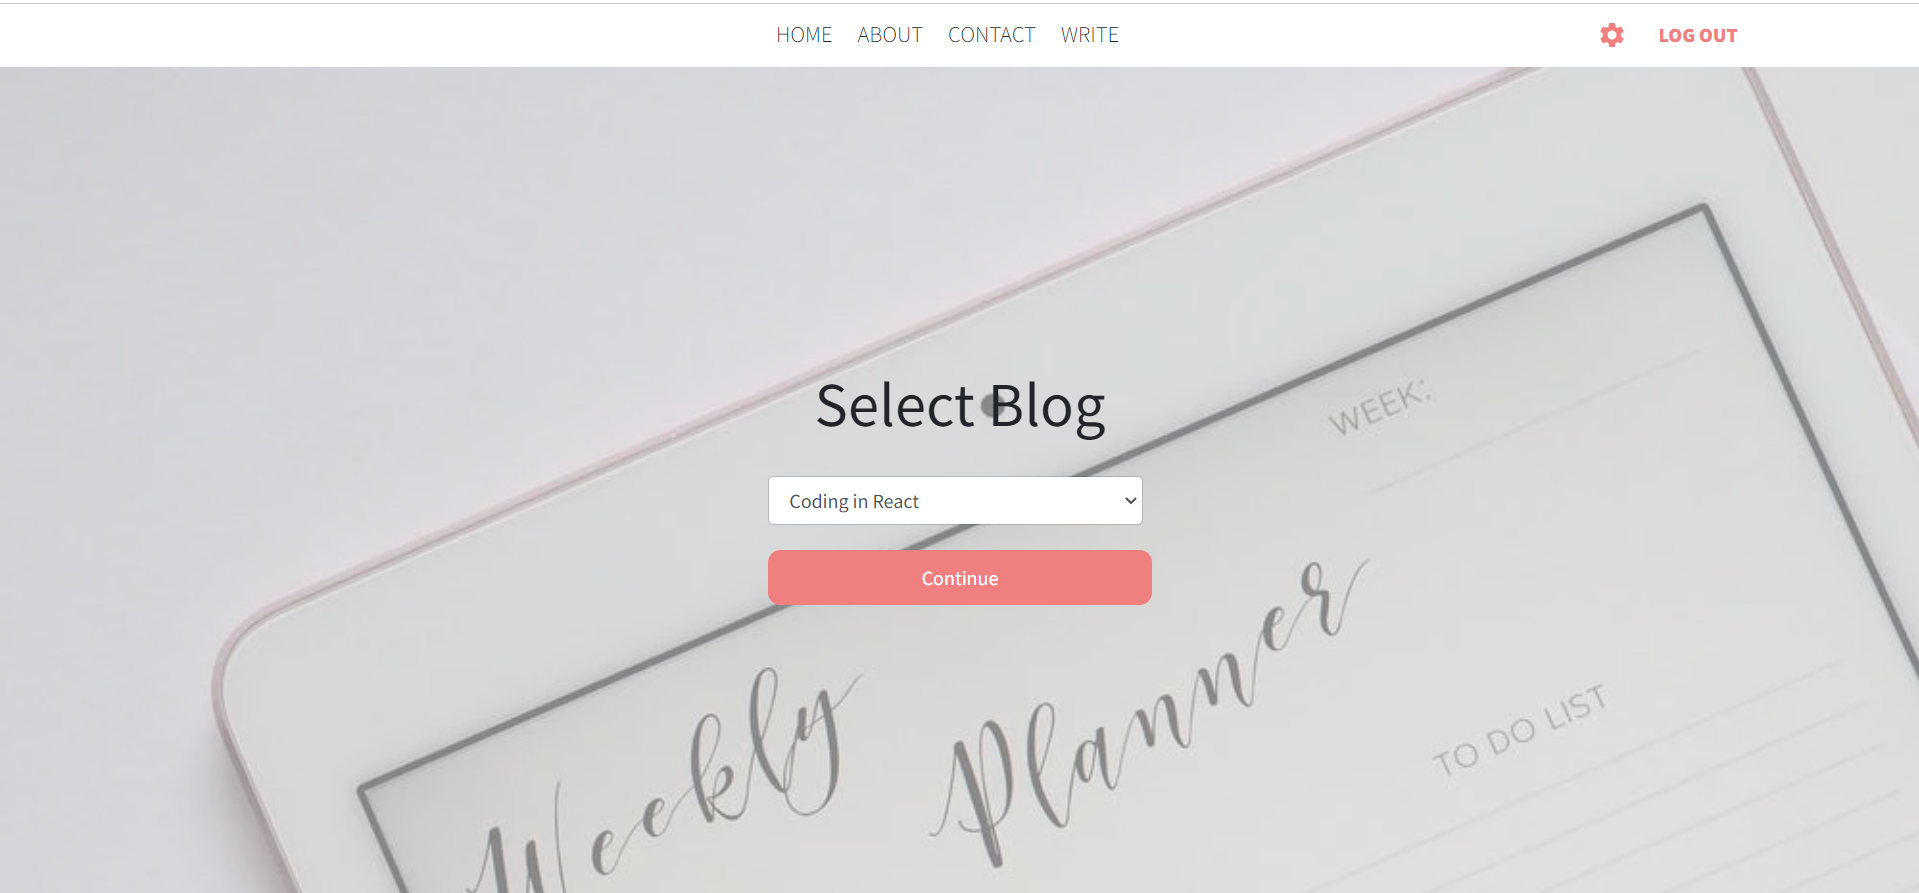 HOME ABOUT CONTACT WRITE LOG OUT
Select Blog
WEEK:
Coding in React
Continue
Weekly Planner
TO DO LIST